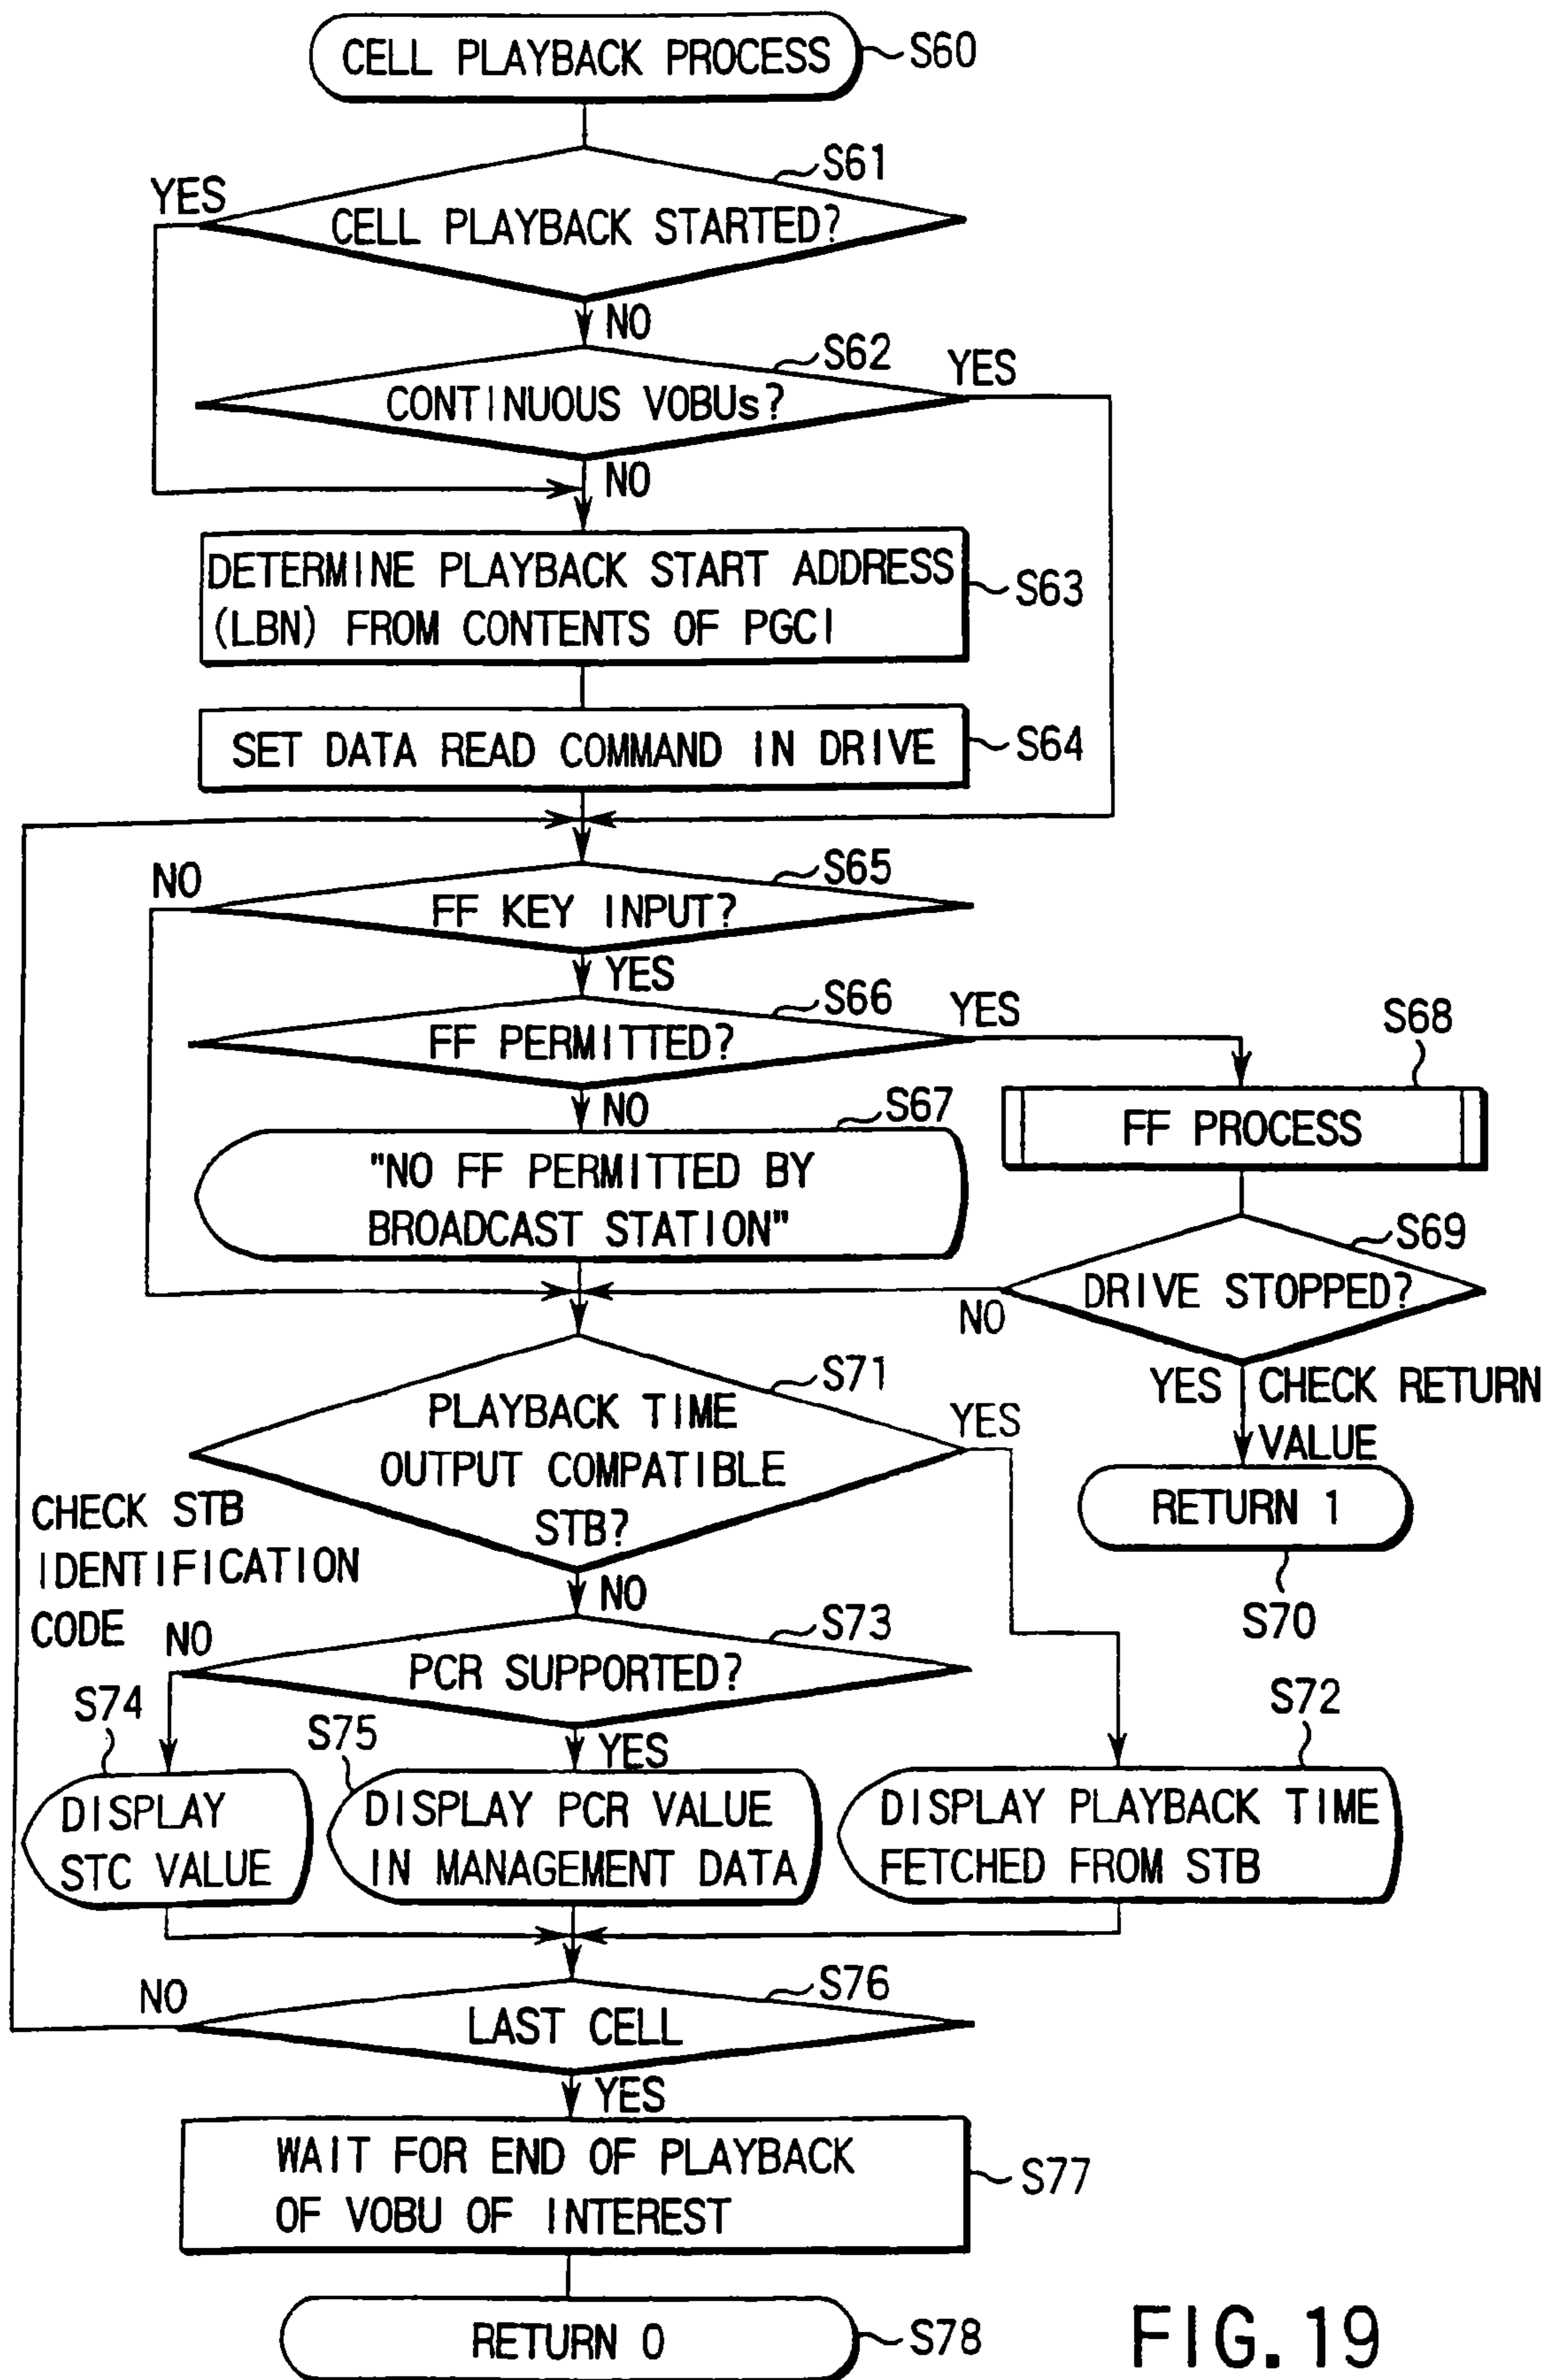 CELL PLAYBACK PROCESS
S60
S61
YES
CELL PLAYBACK STARTED?
NO
S62
YES
CONTINUOUS VOBUs?
NO
DETERMINE PLAYBACK START ADDRESS
(LBN) FROM CONTENTS OF PGCI
S63
SET DATA READ COMMAND IN DRIVE
S64
S65
NO
FF KEY INPUT?
YES
S66
YES
FF PERMITTED?
S68
NO
S67
FF PROCESS
"NO FF PERMITTED BY
BROADCAST STATION"
S69
DRIVE STOPPED?
NO
YES
CHECK RETURN
VALUE
RETURN 1
S70
S71
PLAYBACK TIME
OUTPUT COMPATIBLE
STB?
YES
CHECK STB
IDENTIFICATION
CODE
NO
S73
NO
PCR SUPPORTED?
S74
S75
YES
S72
DISPLAY
STC VALUE
DISPLAY PCR VALUE
IN MANAGEMENT DATA
DISPLAY PLAYBACK TIME
FETCHED FROM STB
S76
NO
LAST CELL
YES
WAIT FOR END OF PLAYBACK
OF VOBU OF INTEREST
S77
RETURN 0
S78
FIG.19